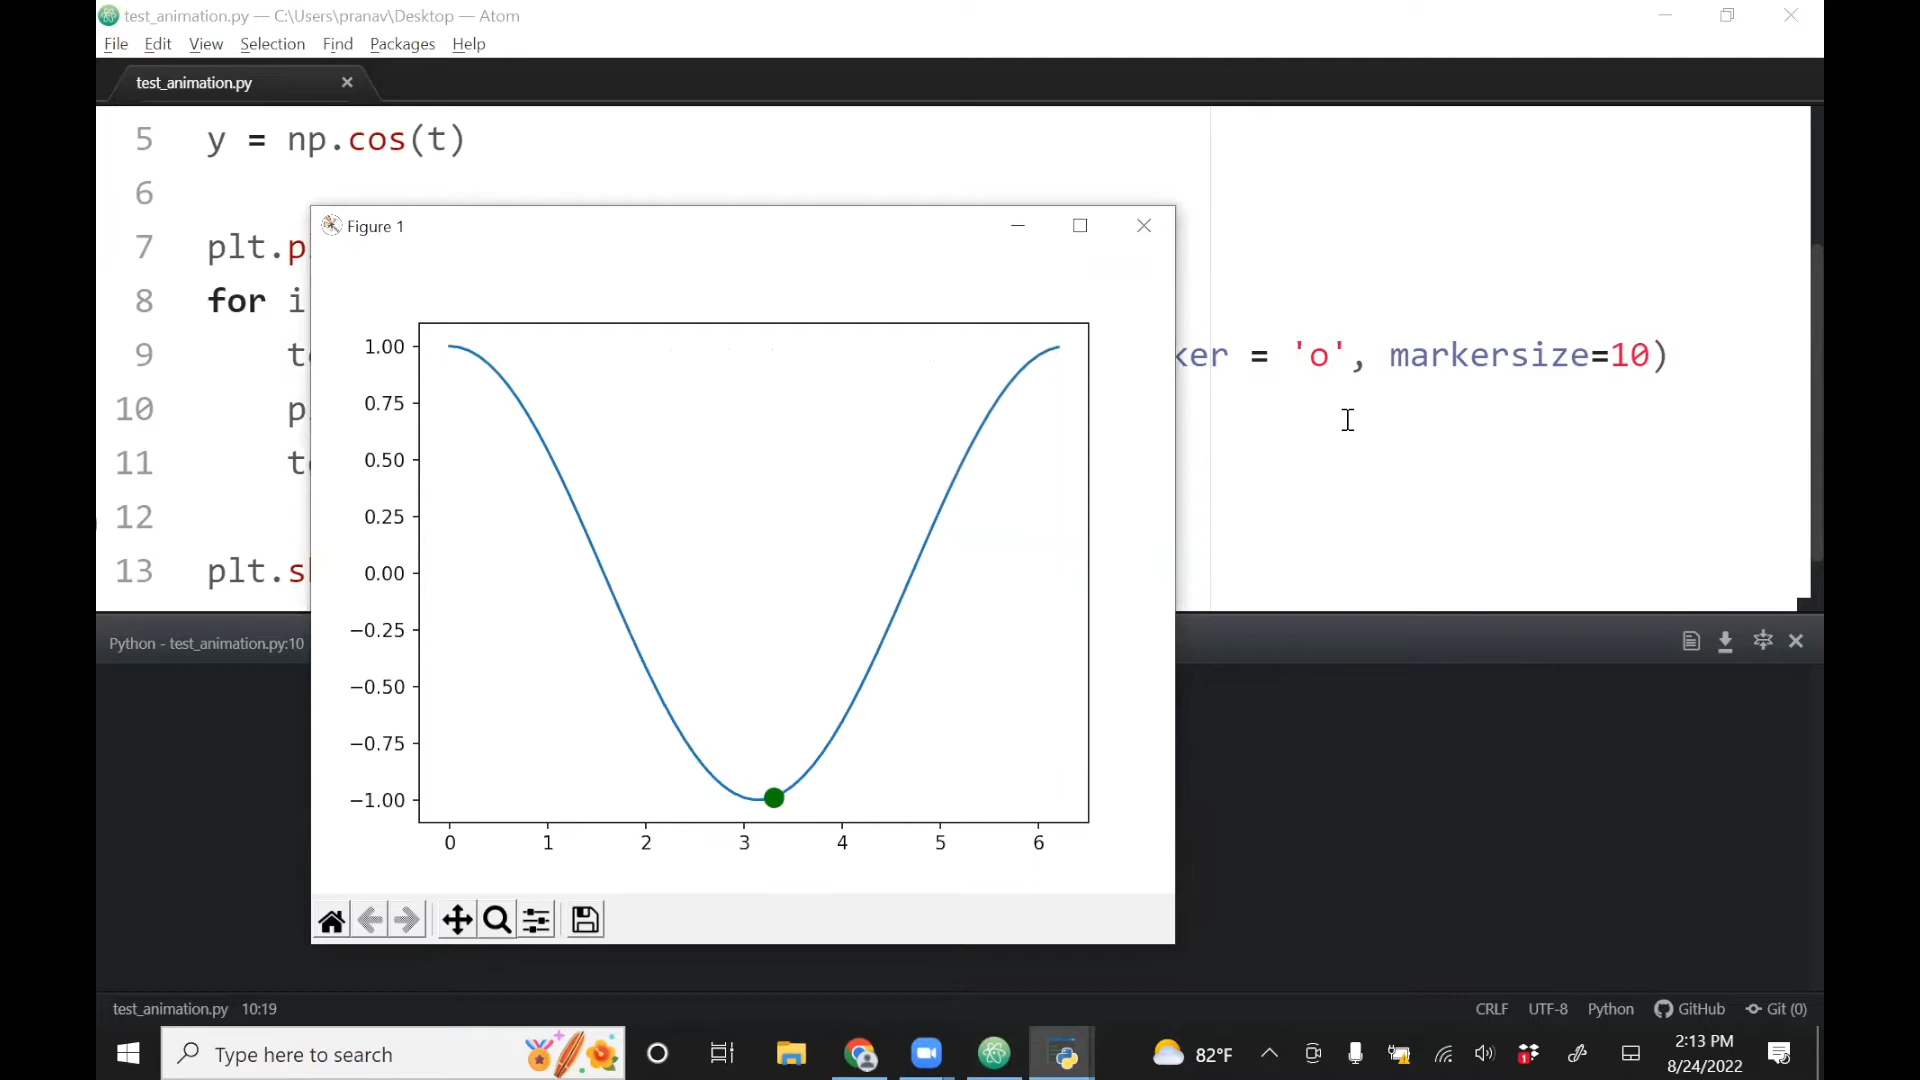 test_animation.py — C:\Users\pranav\Desktop — Atom
File Edit View Selection Find Packages Help
test_animation.py
5 y = np.cos(t)
6
Figure 1
7 plt.p
8 for i
9 ker = 'o', markersize=10)
10 p
11
12
13 plt.s
1.00
0.75
0.50
0.25
0.00
−0.25
−0.50
−0.75
−1.00
0 1 2 3 4 5 6
Python - test_animation.py:10
test_animation.py 10:19 CRLF UTF-8 Python GitHub Git (0)
Type here to search
82°F
1
2:13 PM
8/24/2022